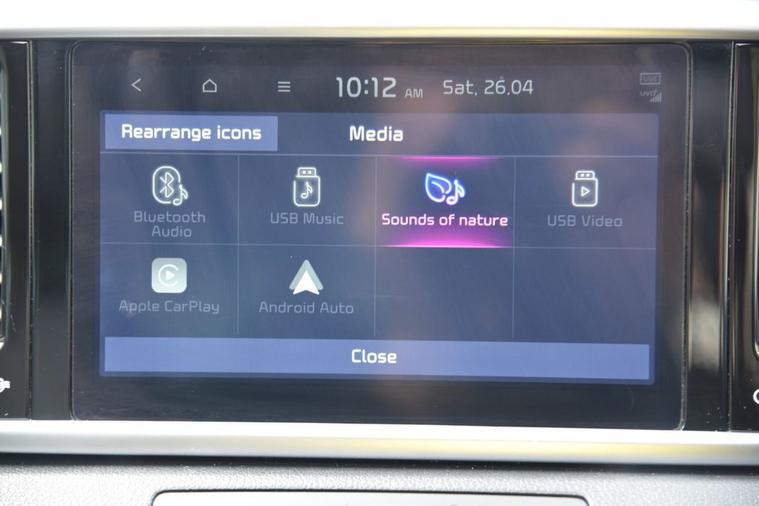 10:12 AM Sat, 26.04
Rearrange icons Media
Bluetooth Audio
USB Music
Sounds of nature
USB Video
Apple CarPlay
Android Auto
Close